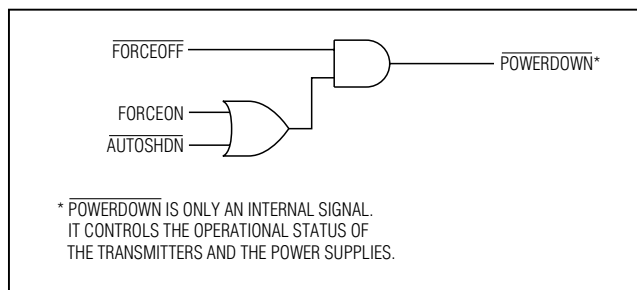 FORCEOFF
POWERDOWN*
FORCEON
AUTOSHDN
* POWERDOWN IS ONLY AN INTERNAL SIGNAL.
IT CONTROLS THE OPERATIONAL STATUS OF
THE TRANSMITTERS AND THE POWER SUPPLIES.